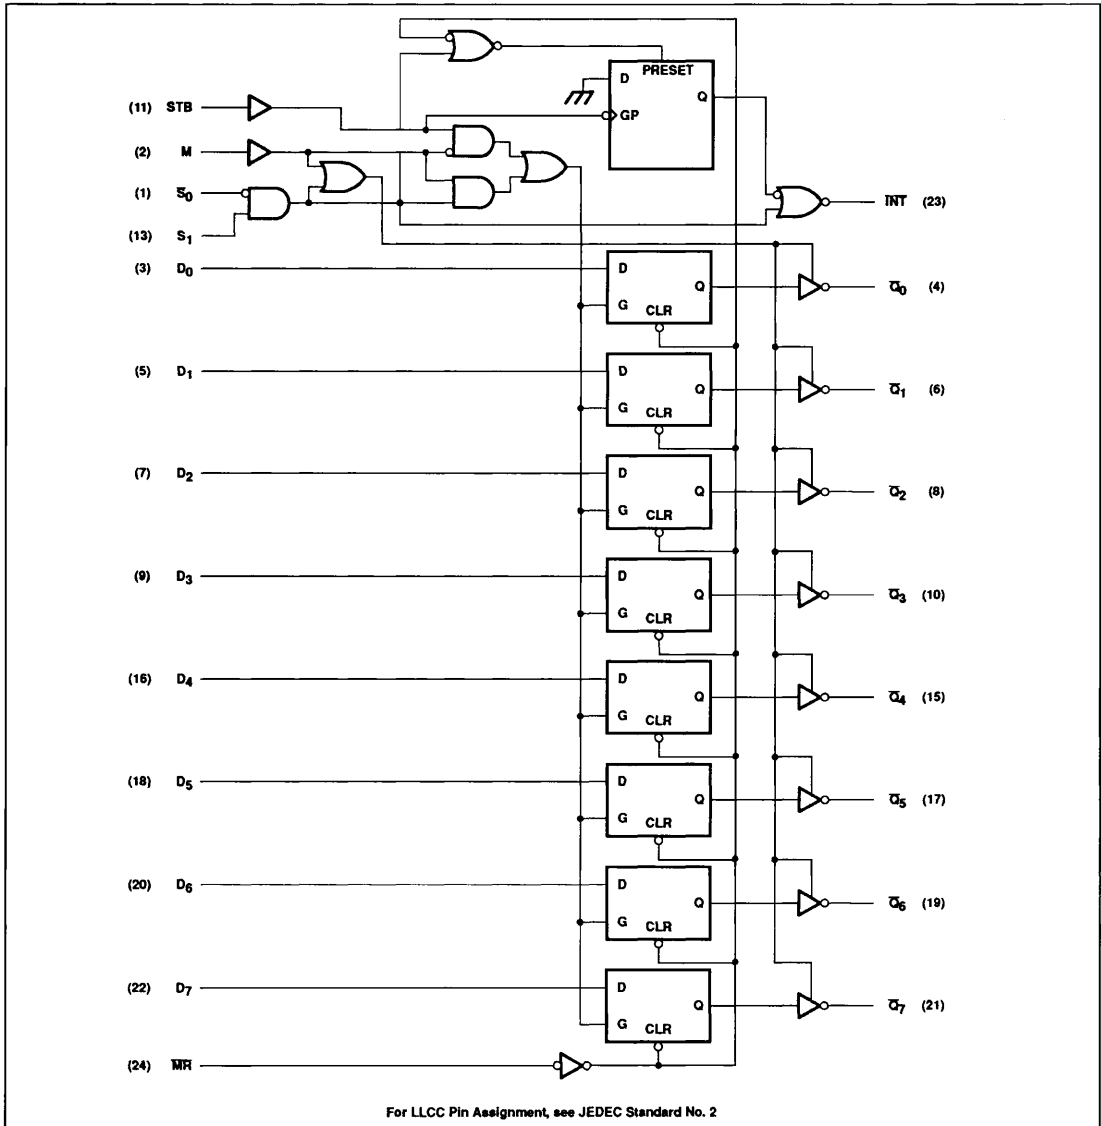 PRESET
D
Q
(11) STB
GP
(2) M
(1) S̅0
I̅N̅T̅ (23)
(13) S1
(3) D0 D
Q Q̅0 (4)
G CLR
(5) D1 D
Q Q̅1 (6)
G CLR
(7) D2 D
Q Q̅2 (8)
G CLR
(9) D3 D
Q Q̅3 (10)
G CLR
(16) D4 D
Q Q̅4 (15)
G CLR
(18) D5 D
Q Q̅5 (17)
G CLR
(20) D6 D
Q Q̅6 (19)
G CLR
(22) D7 D
Q Q̅7 (21)
G CLR
(24) M̅R̅
For LLCC Pin Assignment, see JEDEC Standard No. 2